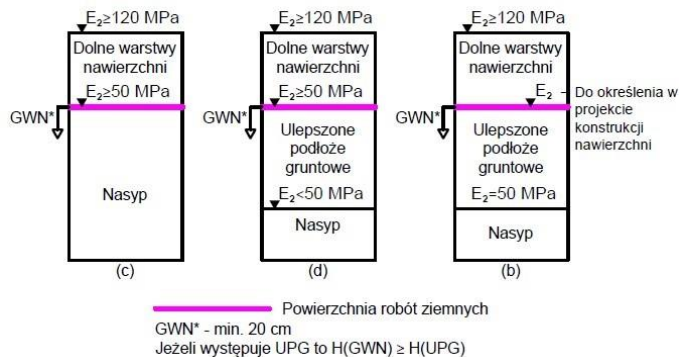 E₂≥120 MPa
Dolne warstwy
nawierzchni
E₂≥50 MPa
GWN*
Nasyp
(c)
E₂≥120 MPa
Dolne warstwy
nawierzchni
E₂≥50 MPa
GWN*
Ulepszone
podłoże
gruntowe
E₂<50 MPa
Nasyp
(d)
E₂≥120 MPa
Dolne warstwy
nawierzchni
E₂ - Do określenia w
projekcie
konstrukcji
nawierzchni
GWN*
Ulepszone
podłoże
gruntowe
E₂=50 MPa
Nasyp
(b)
Powierzchnia robót ziemnych
GWN* - min. 20 cm
Jeżeli występuje UPG to H(GWN) ≥ H(UPG)